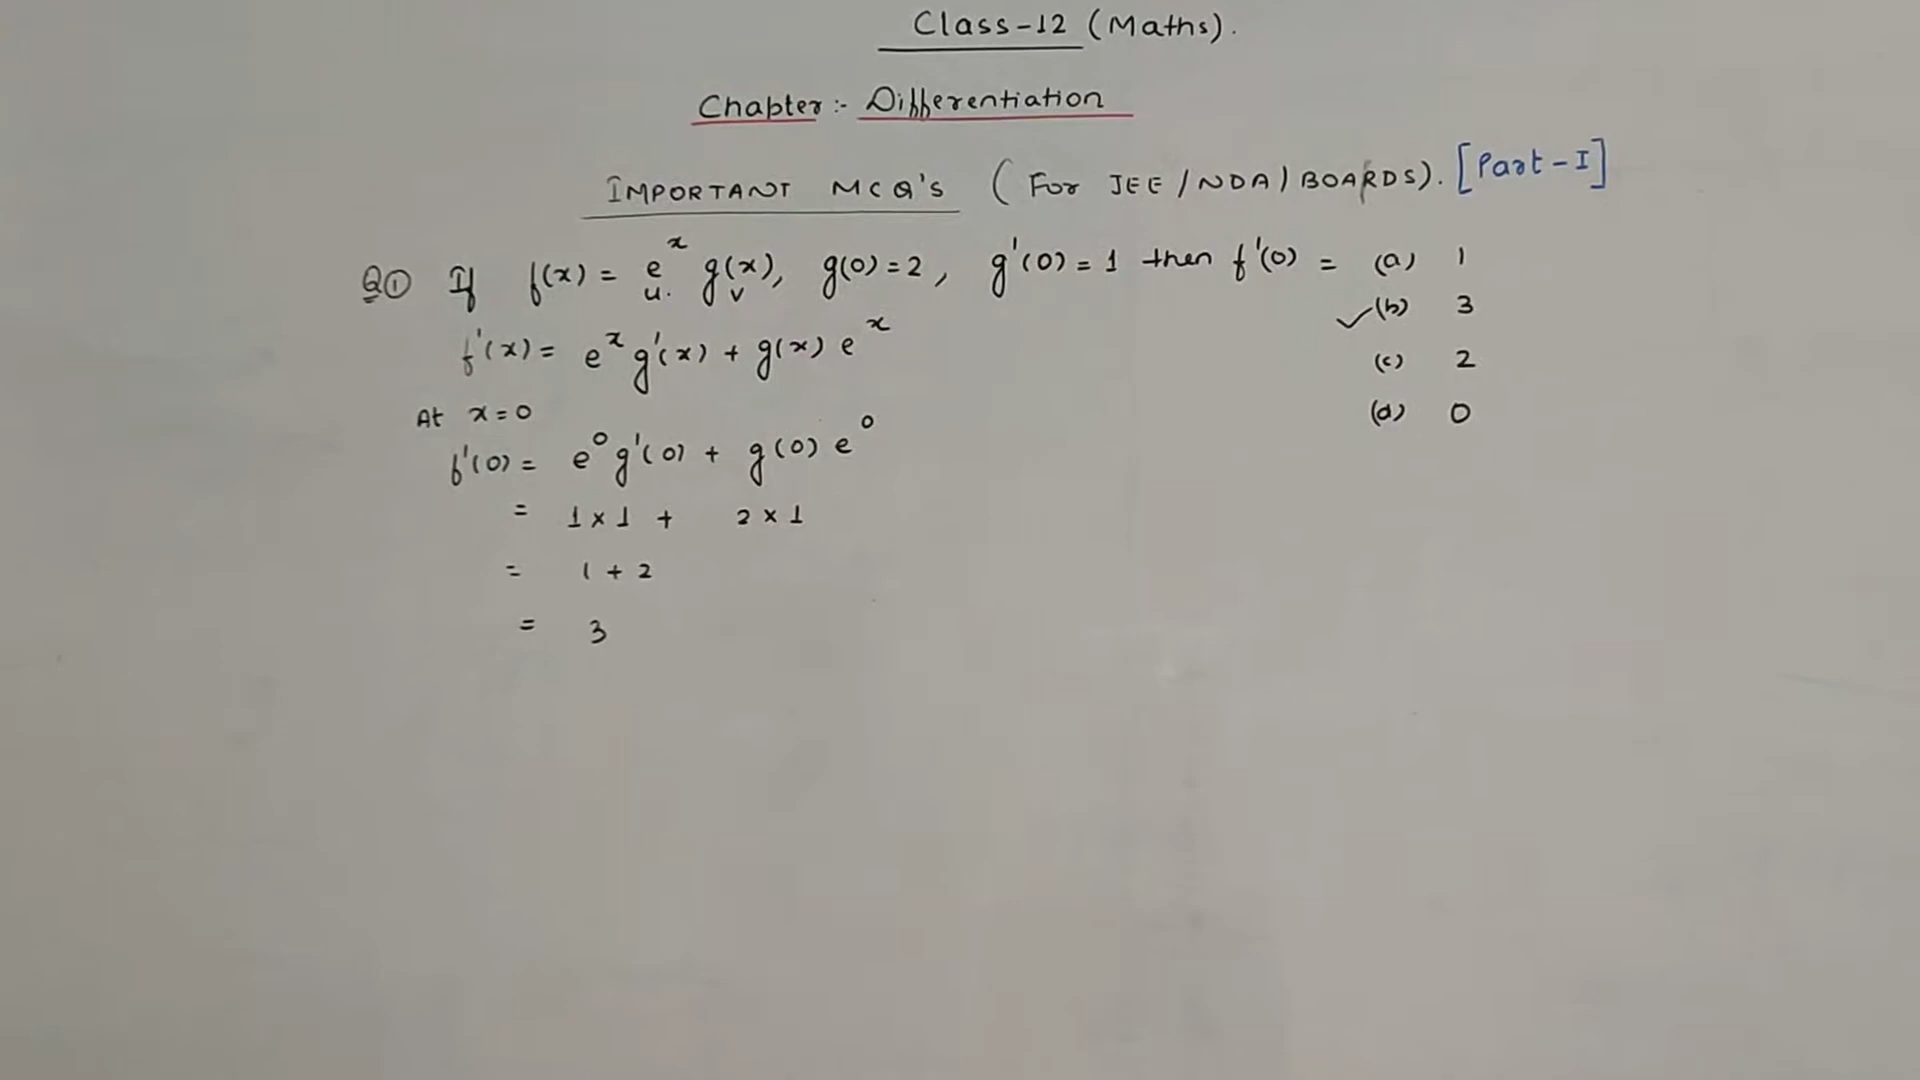 Class-12 (Maths).
Chapter:- Differentiation
IMPORTANT MCQ's (For JEE/NDA/BOARDS). [Part-I]
Q① If f(x) = e^x g(x), g(0)=2, g'(0)=1 then f'(0) = (a) 1
u. v
✓(b) 3
f'(x) = e^x g'(x) + g(x) e^x
(c) 2
At x=0
(d) 0
f'(0) = e^0 g'(0) + g(0) e^0
= 1×1 + 2×1
= 1+2
= 3